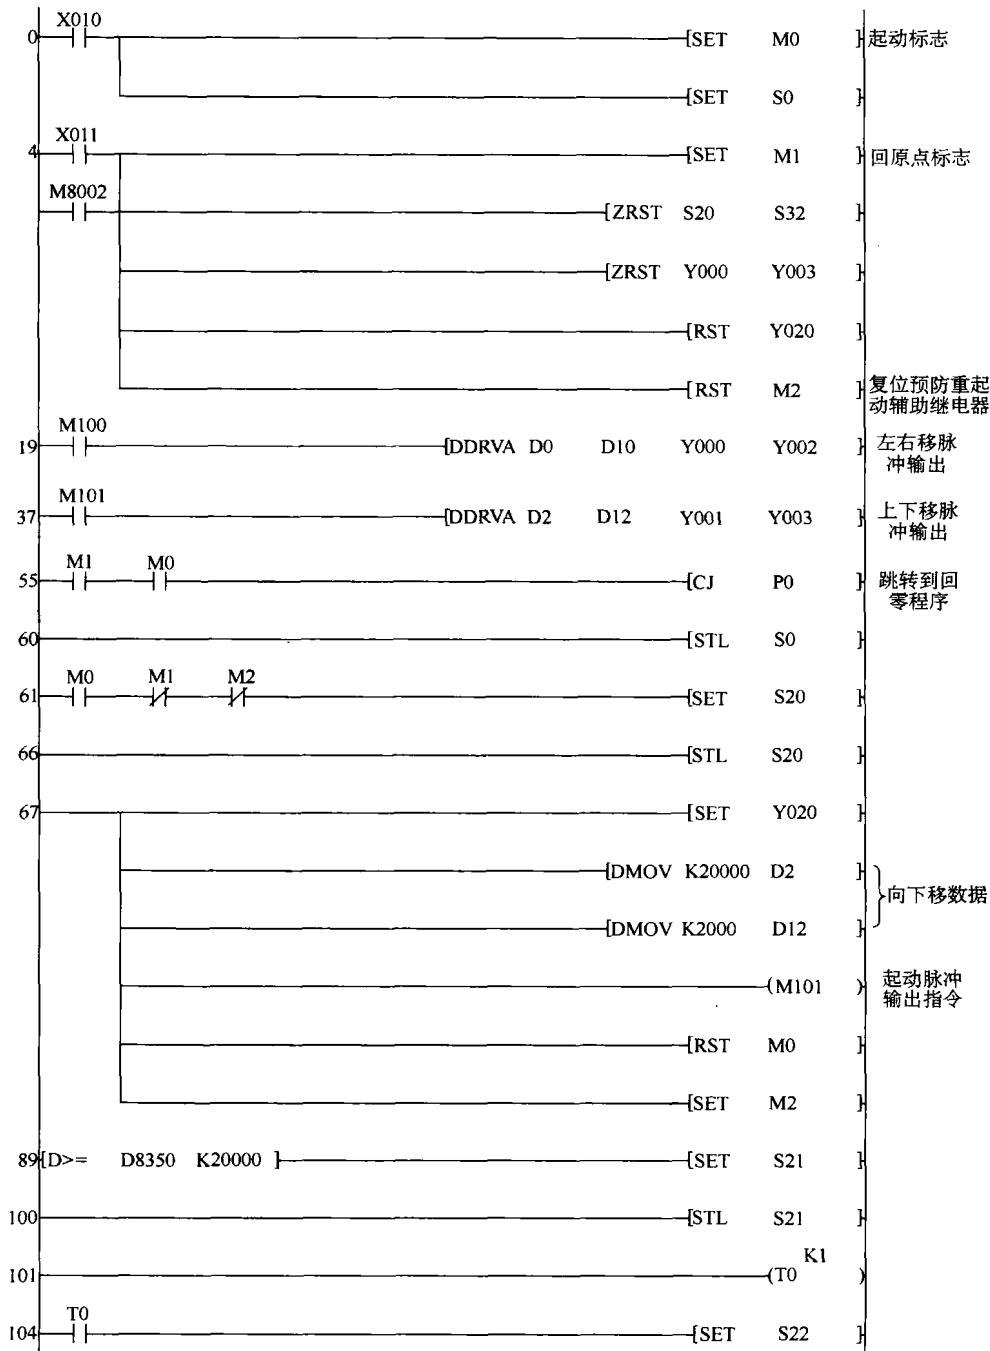 X010
0 [SET M0 ] 起动标志
[SET S0 ]
X011
4 [SET M1 ] 回原点标志
M8002
[ZRST S20 S32 ]
[ZRST Y000 Y003 ]
[RST Y020 ]
[RST M2 ] 复位预防重起
动辅助继电器
M100
19 [DDRVA D0 D10 Y000 Y002 ] 左右移脉
冲输出
M101
37 [DDRVA D2 D12 Y001 Y003 ] 上下移脉
冲输出
M1 M0
55 [CJ P0 ] 跳转到回
零程序
60 [STL S0 ]
M0 M1 M2
61 [SET S20 ]
66 [STL S20 ]
67 [SET Y020 ]
[DMOV K20000 D2 ]
向下移数据
[DMOV K2000 D12 ]
(M101 ) 起动脉冲
输出指令
[RST M0 ]
[SET M2 ]
89 [D>= D8350 K20000 ] [SET S21 ]
100 [STL S21 ]
K1
101 (T0 )
T0
104 [SET S22 ]